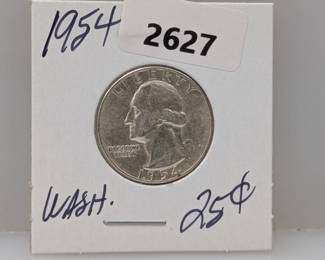 1954
2627
LIBERTY
IN GOD
WE TRUST
1954
WASH.
25¢